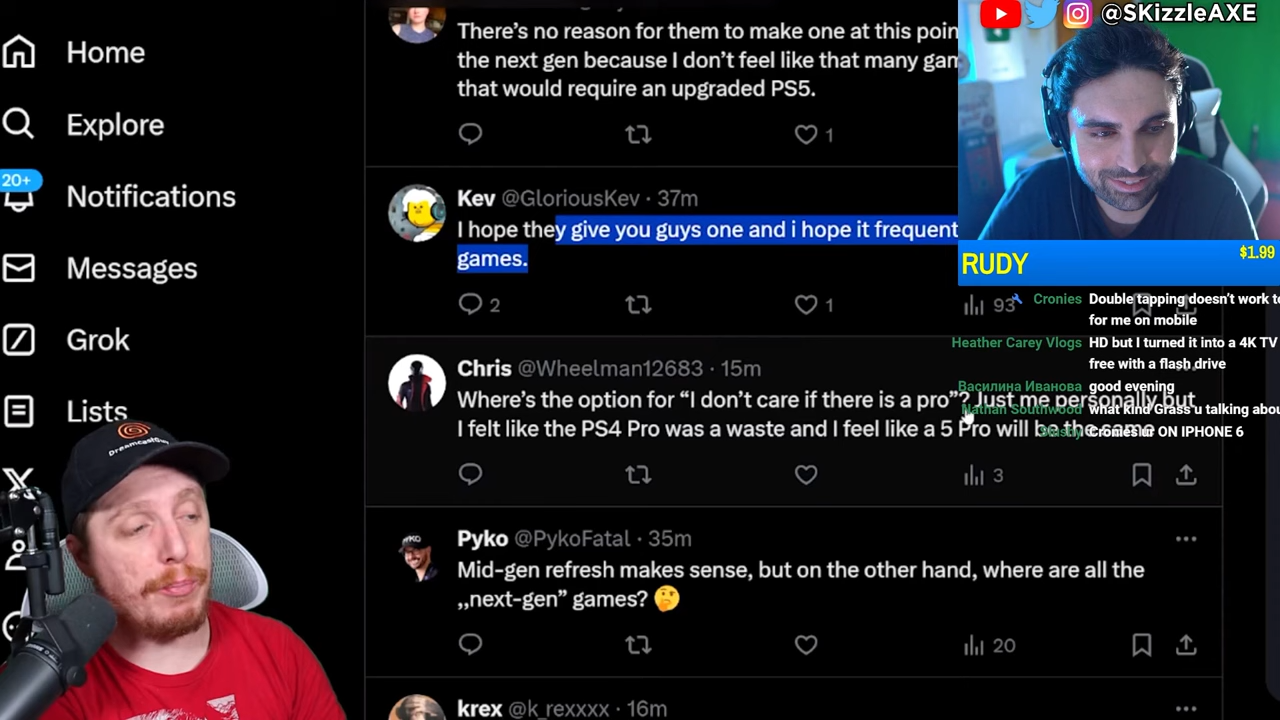 Home
Explore
20+
Notifications
Messages
Grok
Lists
There's no reason for them to make one at this poin
the next gen because I don't feel like that many gam
that would require an upgraded PS5.
1
Kev @GloriousKev · 37m
I hope they give you guys one and i hope it frequent
games.
2
1
93
Chris @Wheelman12683 · 15m
Where's the option for “I don't care if there is a pro”? Just me personally but
I felt like the PS4 Pro was a waste and I feel like a 5 Pro will be the same
3
Pyko @PykoFatal · 35m
Mid-gen refresh makes sense, but on the other hand, where are all the
„next-gen” games? 🤔
20
krex @k_rexxxx · 16m
@SKizzleAXE
RUDY
$1.99
Cronies Double tapping doesn't work to
for me on mobile
Heather Carey Vlogs HD but I turned it into a 4K TV
free with a flash drive
Василина Иванова good evening
Nathan Southwood what kind Grass u talking abou
Cronies ur ON IPHONE 6
DreamcastGuy